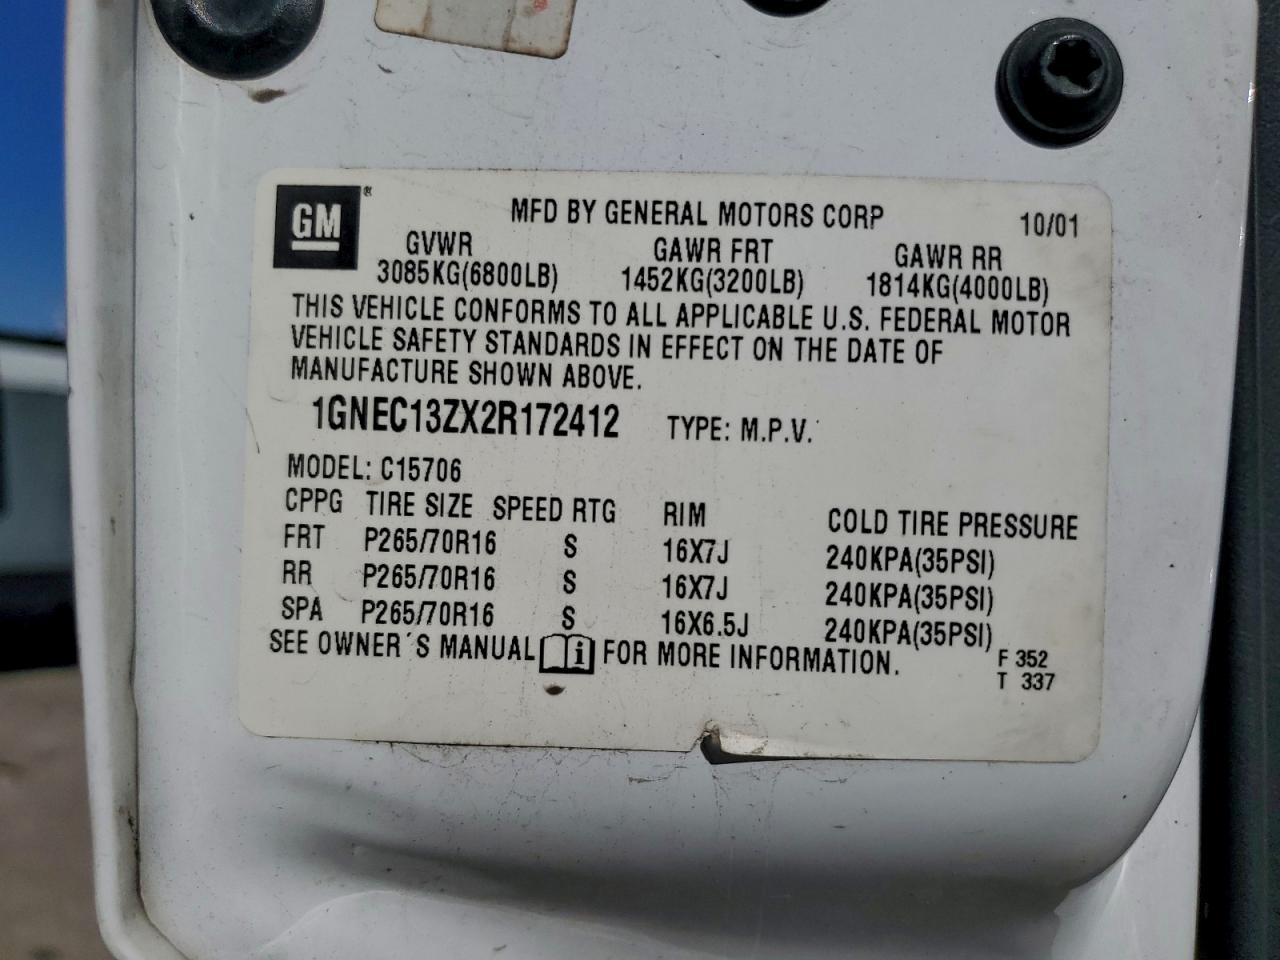 GM® MFD BY GENERAL MOTORS CORP 10/01
GVWR GAWR FRT GAWR RR
3085KG(6800LB) 1452KG(3200LB) 1814KG(4000LB)
THIS VEHICLE CONFORMS TO ALL APPLICABLE U.S. FEDERAL MOTOR
VEHICLE SAFETY STANDARDS IN EFFECT ON THE DATE OF
MANUFACTURE SHOWN ABOVE.
1GNEC13ZX2R172412 TYPE: M.P.V.
MODEL: C15706
CPPG TIRE SIZE SPEED RTG RIM COLD TIRE PRESSURE
FRT P265/70R16 S 16X7J 240KPA(35PSI)
RR P265/70R16 S 16X7J 240KPA(35PSI)
SPA P265/70R16 S 16X6.5J 240KPA(35PSI)
SEE OWNER´S MANUAL i FOR MORE INFORMATION.
F 352
T 337